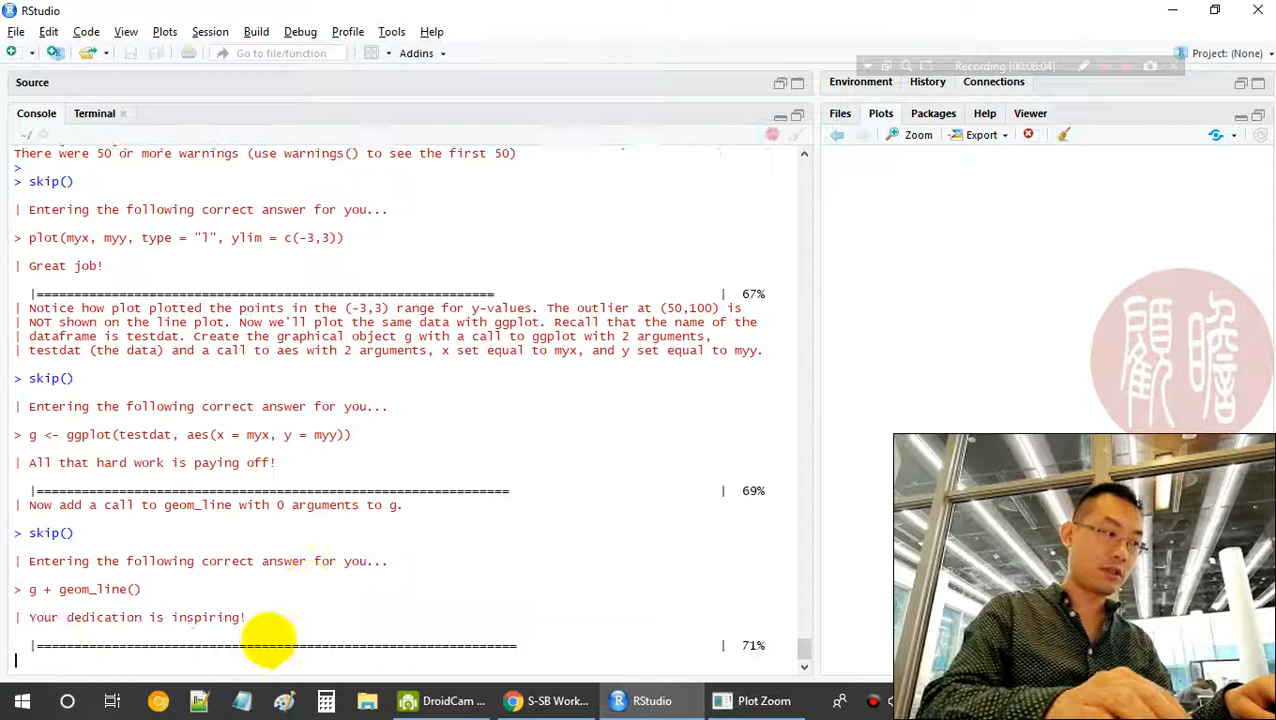 RStudio
File Edit Code View Plots Session Build Debug Profile Tools Help
Go to file/function
Addins
Project: (None)
Recording (00:06:04)
Source
Environment History Connections
Console Terminal
Files Plots Packages Help Viewer
~/
Zoom Export
There were 50 or more warnings (use warnings() to see the first 50)
>
> skip()
| Entering the following correct answer for you...
> plot(myx, myy, type = "l", ylim = c(-3,3))
| Great job!
|============================================================= | 67%
| Notice how plot plotted the points in the (-3,3) range for y-values. The outlier at (50,100) is
| NOT shown on the line plot. Now we'll plot the same data with ggplot. Recall that the name of the
| dataframe is testdat. Create the graphical object g with a call to ggplot with 2 arguments,
| testdat (the data) and a call to aes with 2 arguments, x set equal to myx, and y set equal to myy.
> skip()
| Entering the following correct answer for you...
> g <- ggplot(testdat, aes(x = myx, y = myy))
| All that hard work is paying off!
|=============================================================== | 69%
| Now add a call to geom_line with 0 arguments to g.
> skip()
| Entering the following correct answer for you...
> g + geom_line()
| Your dedication is inspiring!
|================================================================ | 71%
顧瞻
DroidCam ...
S-SB Work...
RStudio
Plot Zoom